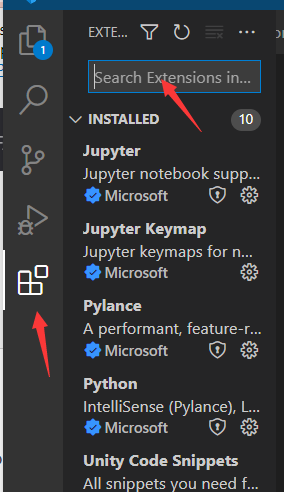 EXTE...
1
Search Extensions in...
INSTALLED
10
Jupyter
Jupyter notebook supp...
Microsoft
Jupyter Keymap
Jupyter keymaps for n...
Microsoft
Pylance
A performant, feature-r...
Microsoft
Python
IntelliSense (Pylance), L...
Microsoft
Unity Code Snippets
All snippets you need f...